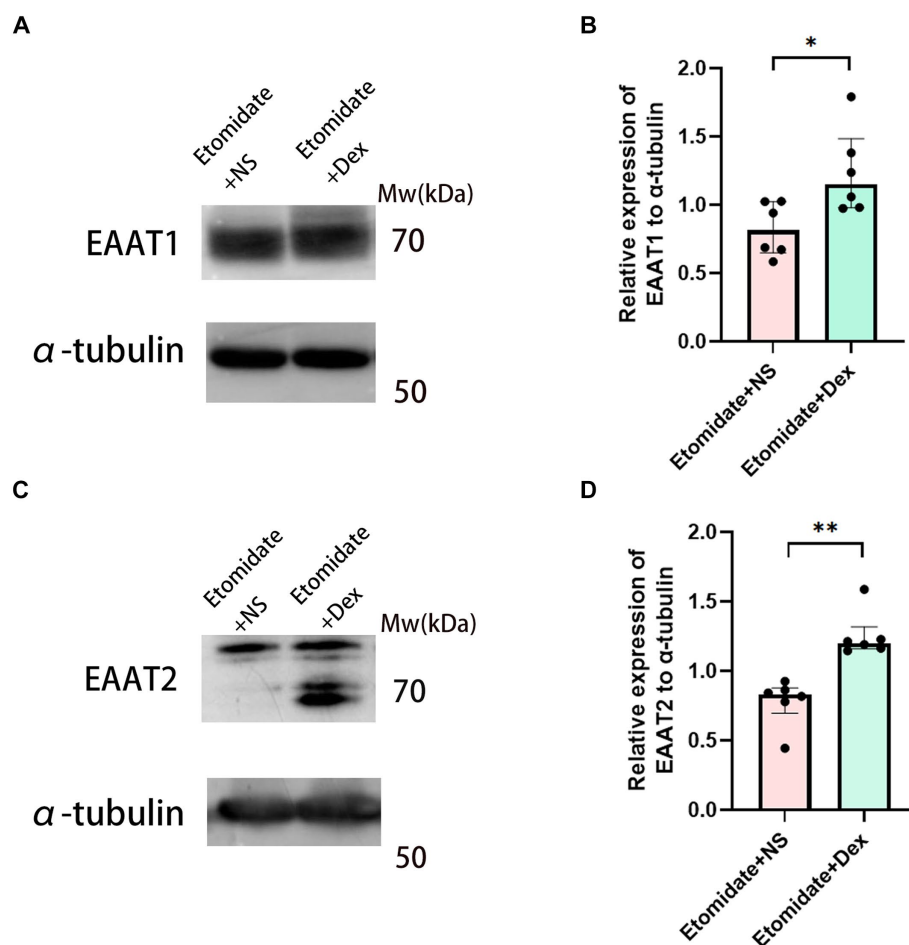 A
Etomidate
+NS
Etomidate
+Dex
Mw(kDa)
EAAT1
70
α-tubulin
50
B
*
Relative expression of
EAAT1 to α-tubulin
2.0
1.5
1.0
0.5
0.0
Etomidate+NS
Etomidate+Dex
C
Etomidate
+NS
Etomidate
+Dex
Mw(kDa)
EAAT2
70
α-tubulin
50
D
**
Relative expression of
EAAT2 to α-tubulin
2.0
1.5
1.0
0.5
0.0
Etomidate+NS
Etomidate+Dex